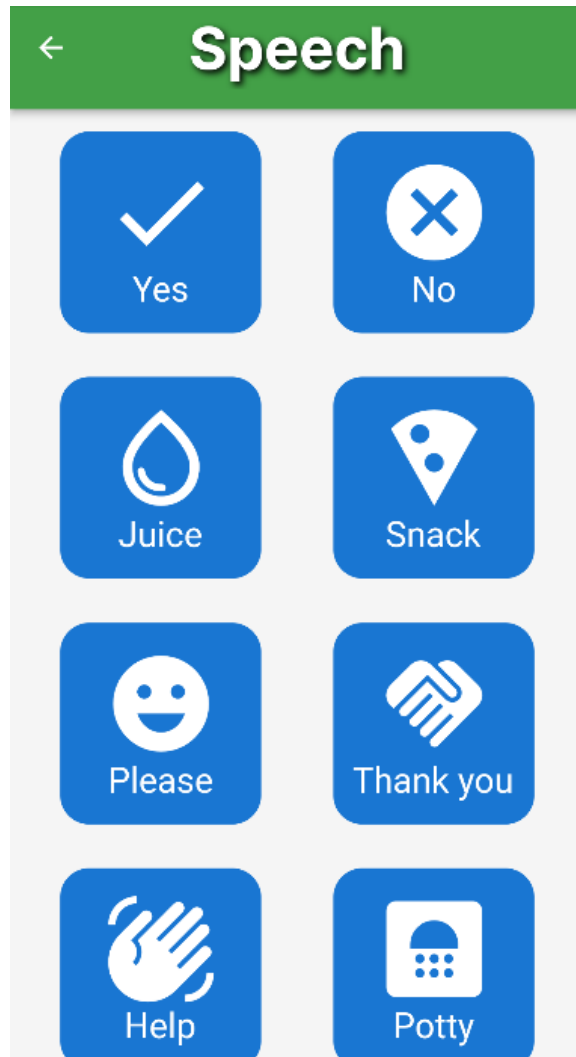 Speech
Yes
No
Juice
Snack
Please
Thank you
Help
Potty